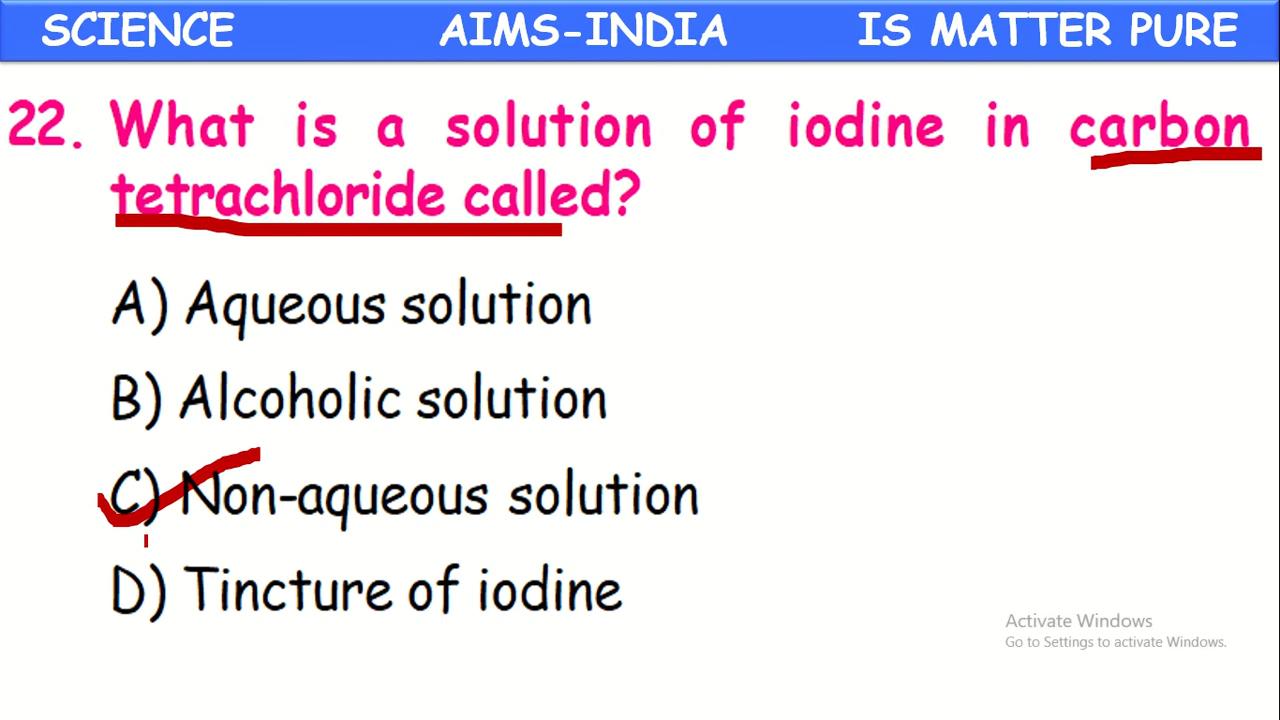 SCIENCE AIMS-INDIA IS MATTER PURE
22. What is a solution of iodine in carbon
tetrachloride called?
A) Aqueous solution
B) Alcoholic solution
C) Non-aqueous solution
D) Tincture of iodine
Activate Windows
Go to Settings to activate Windows.